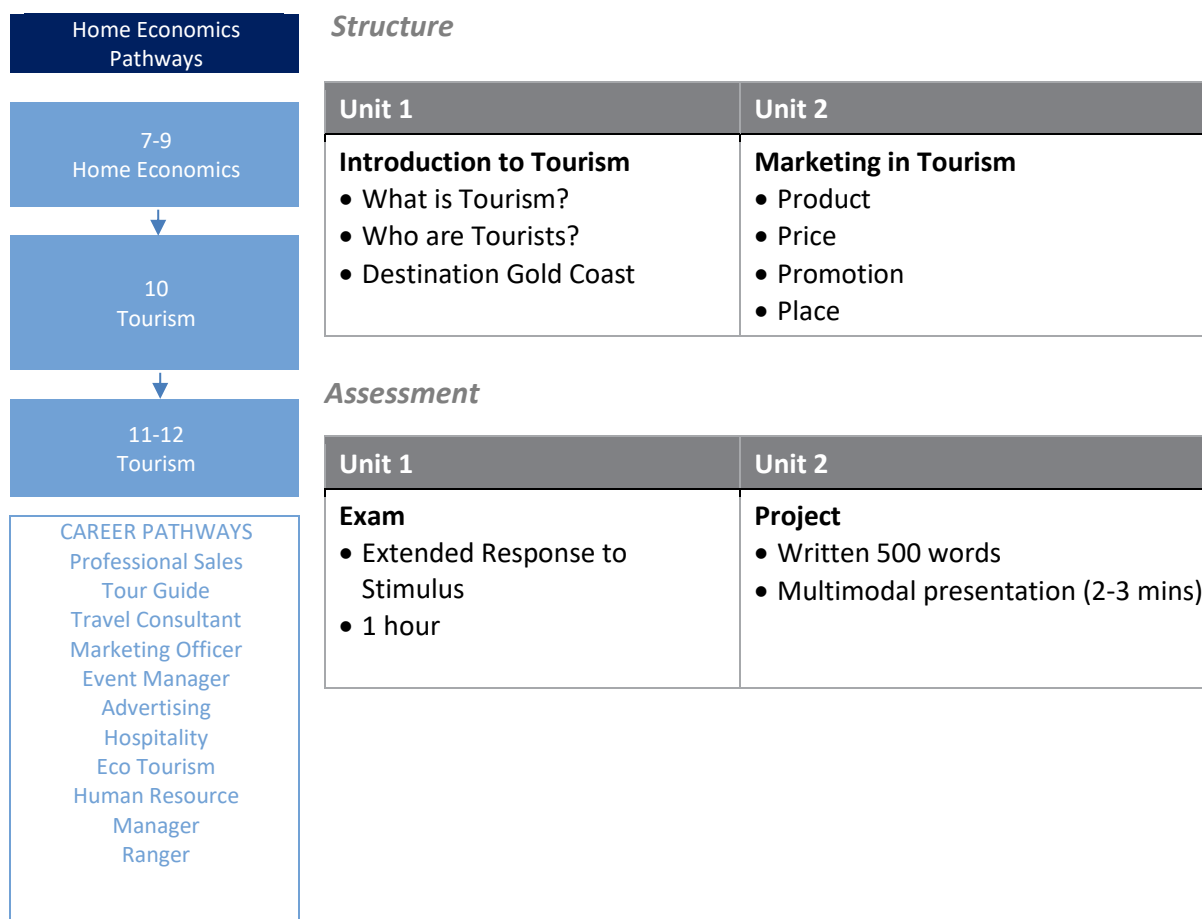 Home Economics
Pathways
7-9
Home Economics
10
Tourism
11-12
Tourism
CAREER PATHWAYS
Professional Sales
Tour Guide
Travel Consultant
Marketing Officer
Event Manager
Advertising
Hospitality
Eco Tourism
Human Resource
Manager
Ranger
Structure
Unit 1
Introduction to Tourism
• What is Tourism?
• Who are Tourists?
• Destination Gold Coast
Unit 2
Marketing in Tourism
• Product
• Price
• Promotion
• Place
Assessment
Unit 1
Exam
• Extended Response to
Stimulus
• 1 hour
Unit 2
Project
• Written 500 words
• Multimodal presentation (2-3 mins)